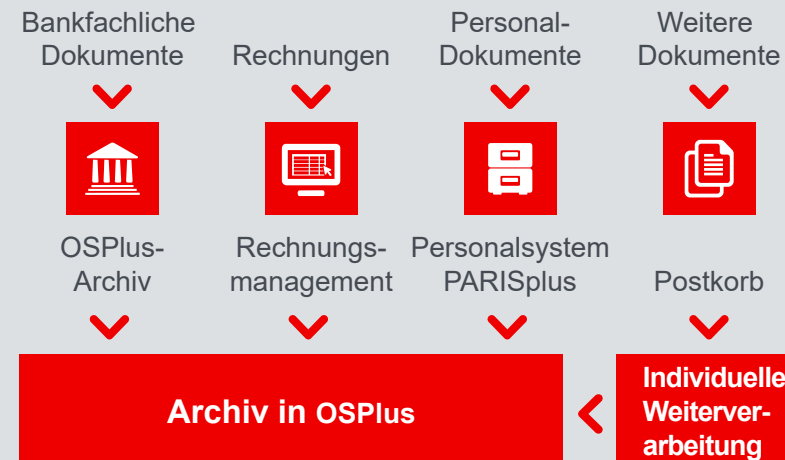 Bankfachliche
Dokumente
Rechnungen
Personal-
Dokumente
Weitere
Dokumente
OSPlus-
Archiv
Rechnungs-
management
Personalsystem
PARISplus
Postkorb
Archiv in OSPlus
Individuelle
Weiterver-
arbeitung